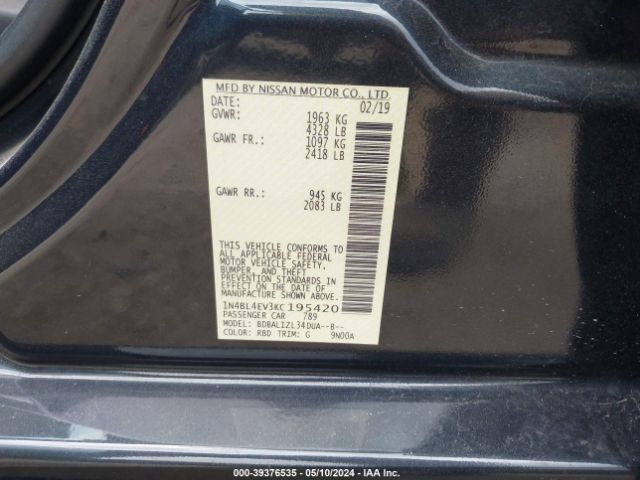 MFD BY NISSAN MOTOR CO., LTD.
DATE: 02/19
GVWR: 1963 KG
4328 LB
GAWR FR.: 1097 KG
2418 LB
GAWR RR.: 945 KG
2083 LB
THIS VEHICLE CONFORMS TO
ALL APPLICABLE FEDERAL
MOTOR VEHICLE SAFETY,
BUMPER, AND THEFT
PREVENTION STANDARDS IN
EFFECT ON THE DATE OF
MANUFACTURE SHOWN ABOVE.
1N4BL4EV3KC195420
PASSENGER CAR 789
MODEL: BDBALIZL34DUA--B--
COLOR: RBD TRIM: G 9N00A
000-39376535 - 05/10/2024 - IAA Inc.